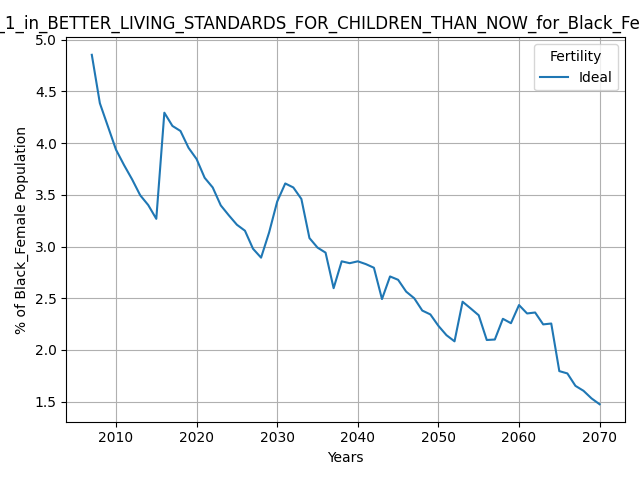 _1_in_BETTER_LIVING_STANDARDS_FOR_CHILDREN_THAN_NOW_for_Black_Fe
5.0
4.5
4.0
3.5
3.0
2.5
2.0
1.5
% of Black_Female Population
Fertility
Ideal
2010 2020 2030 2040 2050 2060 2070
Years